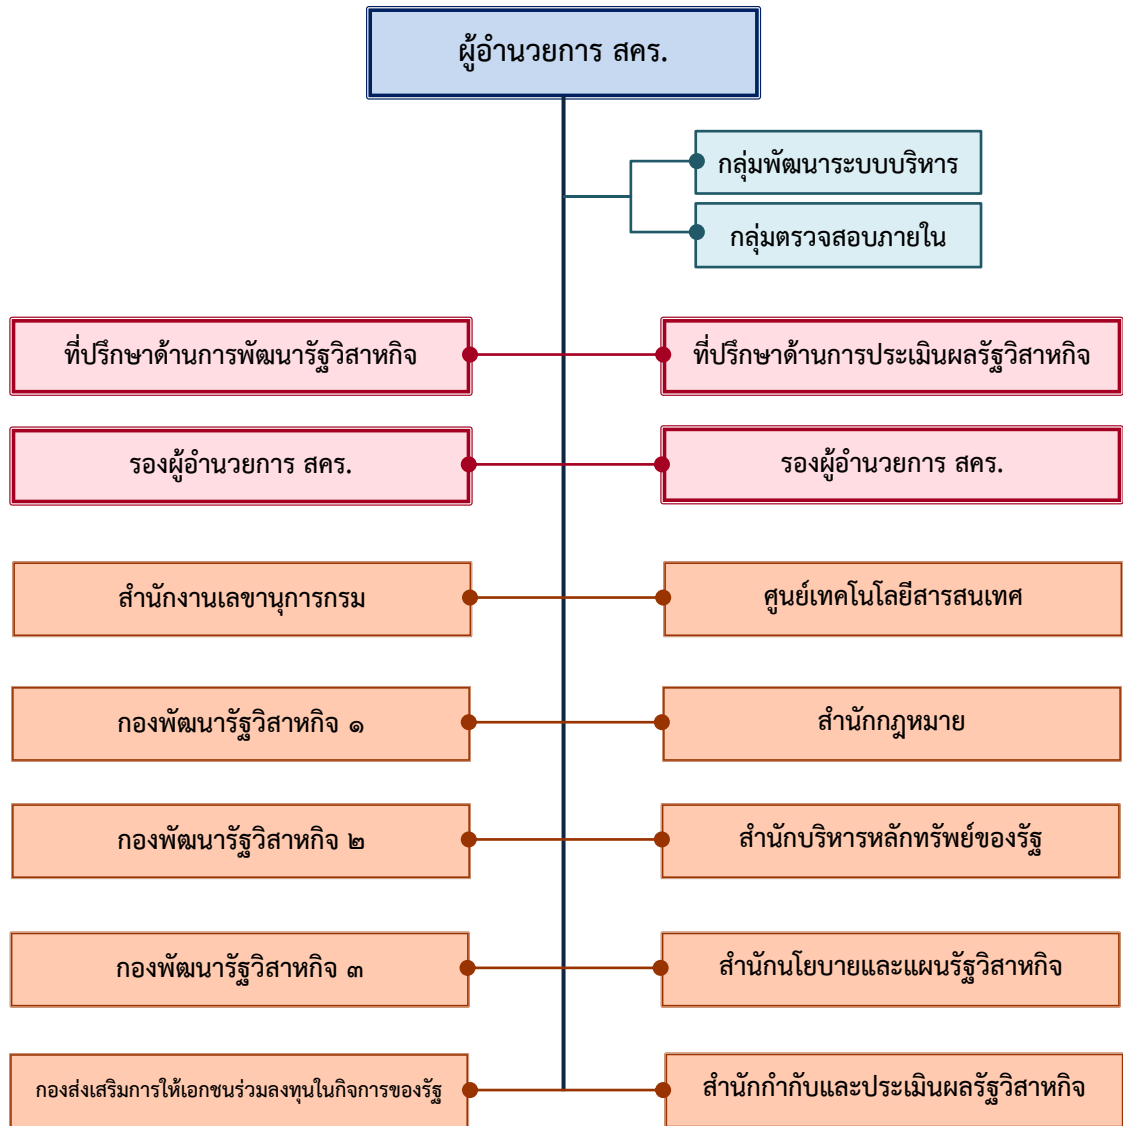 ผู้อำนวยการ สคร.
กลุ่มพัฒนาระบบบริหาร
กลุ่มตรวจสอบภายใน
ที่ปรึกษาด้านการพัฒนารัฐวิสาหกิจ
ที่ปรึกษาด้านการประเมินผลรัฐวิสาหกิจ
รองผู้อำนวยการ สคร.
รองผู้อำนวยการ สคร.
สำนักงานเลขานุการกรม
ศูนย์เทคโนโลยีสารสนเทศ
กองพัฒนารัฐวิสาหกิจ ๑
สำนักกฎหมาย
กองพัฒนารัฐวิสาหกิจ ๒
สำนักบริหารหลักทรัพย์ของรัฐ
กองพัฒนารัฐวิสาหกิจ ๓
สำนักนโยบายและแผนรัฐวิสาหกิจ
กองส่งเสริมการให้เอกชนร่วมลงทุนในกิจการของรัฐ
สำนักกำกับและประเมินผลรัฐวิสาหกิจ